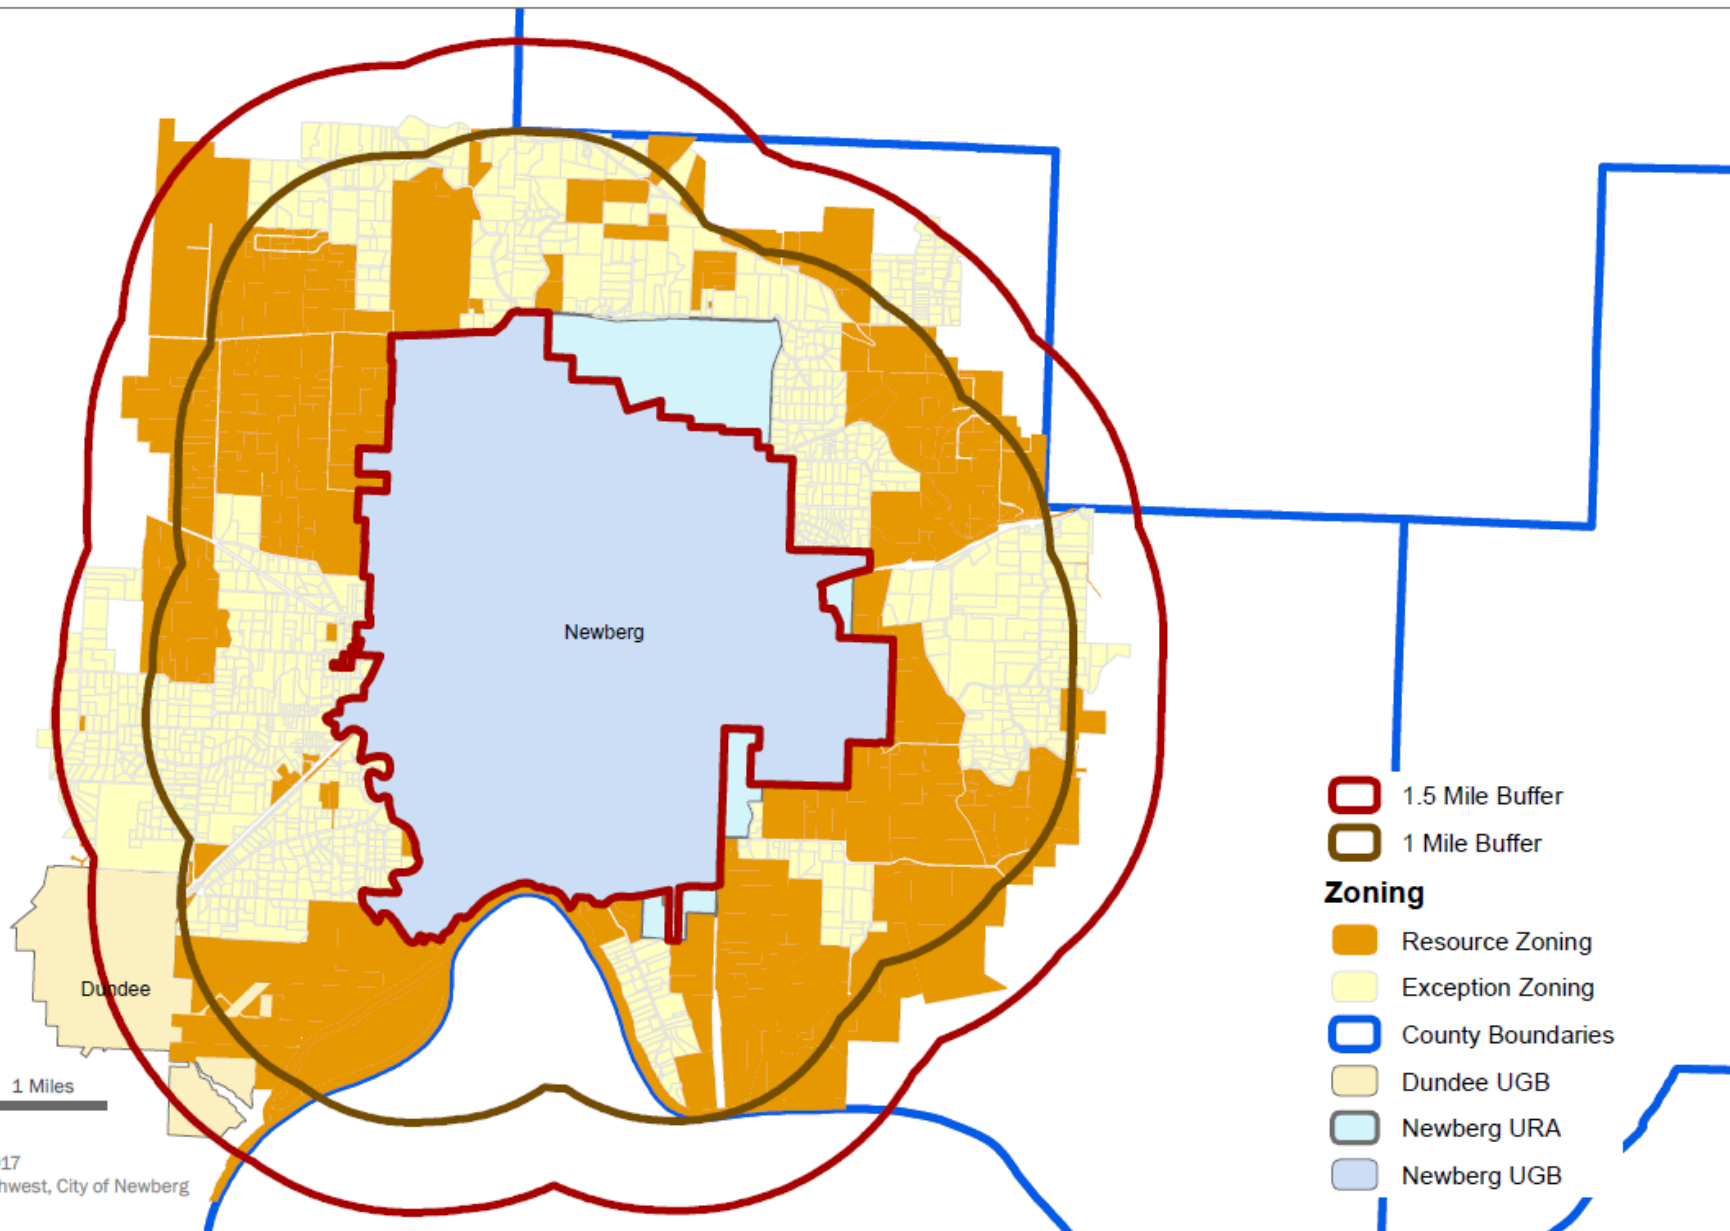 Newberg
Dundee
1 Miles
17
hwest, City of Newberg
1.5 Mile Buffer
1 Mile Buffer
Zoning
Resource Zoning
Exception Zoning
County Boundaries
Dundee UGB
Newberg URA
Newberg UGB